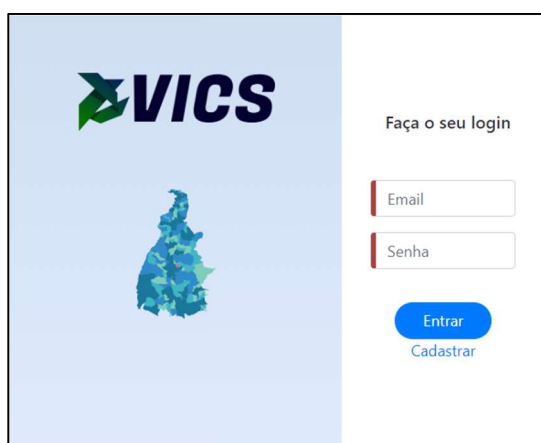 VICS
Faça o seu login
Email
Senha
Entrar
Cadastrar